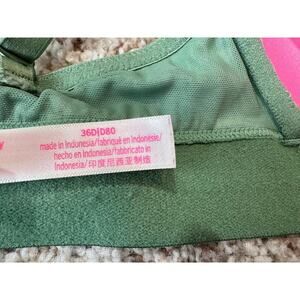 36D|D80
made in Indunesia/fabriqué en Indonésie/
hecho en Indonesia/fabbricato in
Indonesia/印度尼西亚制造